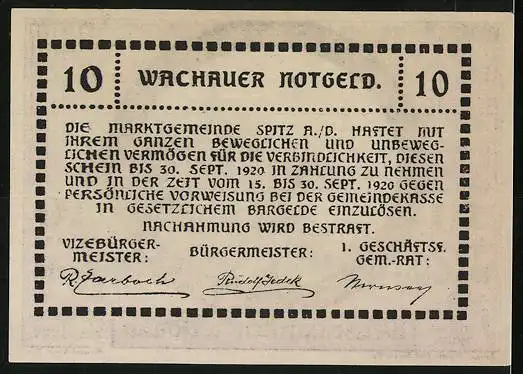 10 WACHAUER NOTGELD. 10
DIE MARKTGEMEINDE SPITZ A./D. HAFTET MIT
IHREM GANZEN BEWEGLICHEN UND UNBEWEG-
LICHEN VERMÖGEN FÜR DIE VERBINDLICHKEIT, DIESEN
SCHEIN BIS 30. SEPT. 1920 IN ZAHLUNG ZU NEHMEN
UND IN DER ZEIT VOM 15. BIS 30. SEPT. 1920 GEGEN
PERSÖNLICHE VORWEISUNG BEI DER GEMEINDEKASSE
IN GESETZLICHEM BARGELDE EINZULÖSEN.
NACHAHMUNG WIRD BESTRAFT.
VIZEBÜRGER-
MEISTER:
BÜRGERMEISTER:
1. GESCHÄFTSF.
GEM.-RAT:
Rudolf